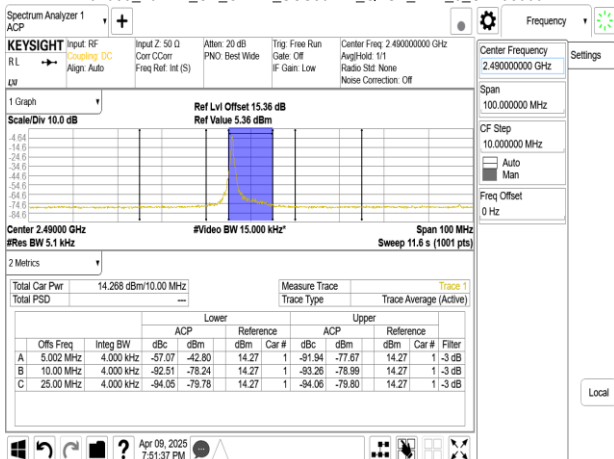 Spectrum Analyzer 1
ACP
Frequency
KEYSIGHT Input: RF Input Z: 50 Ω Atten: 20 dB Trig: Free Run Center Freq: 2.490000000 GHz
RL Coupling: DC Corr CCorr PNO: Best Wide Gate: Off Avg|Hold: 1/1
Align: Auto Freq Ref: Int (S) IF Gain: Low Radio Std: None
Noise Correction: Off
LXI
Center Frequency
2.490000000 GHz
Settings
Span
100.000000 MHz
CF Step
10.000000 MHz
Auto
Man
Freq Offset
0 Hz
Local
1 Graph
Ref Lvl Offset 15.36 dB
Scale/Div 10.0 dB Ref Value 5.36 dBm
-4.64
-14.6
-24.6
-34.6
-44.6
-54.6
-64.6
-74.6
-84.6
Center 2.49000 GHz #Video BW 15.000 kHz* Span 100 MHz
#Res BW 5.1 kHz Sweep 11.6 s (1001 pts)
2 Metrics
Total Car Pwr 14.268 dBm/10.00 MHz Measure Trace Trace 1
Total PSD --- Trace Type Trace Average (Active)
Lower Upper
ACP Reference ACP Reference
Offs Freq Integ BW dBc dBm dBm Car # dBc dBm dBm Car # Filter
A 5.002 MHz 4.000 kHz -57.07 -42.80 14.27 1 -91.94 -77.67 14.27 1 -3 dB
B 10.00 MHz 4.000 kHz -92.51 -78.24 14.27 1 -93.26 -78.99 14.27 1 -3 dB
C 25.00 MHz 4.000 kHz -94.05 -79.78 14.27 1 -94.06 -79.80 14.27 1 -3 dB
? Apr 09, 2025
7:51:37 PM